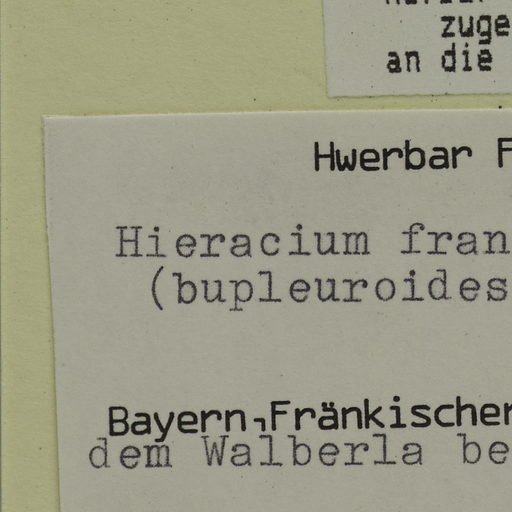 zuge
an die
Hwerbar F
Hieracium fran
(bupleuroides
Bayern,Fränkischer
dem Walberla be